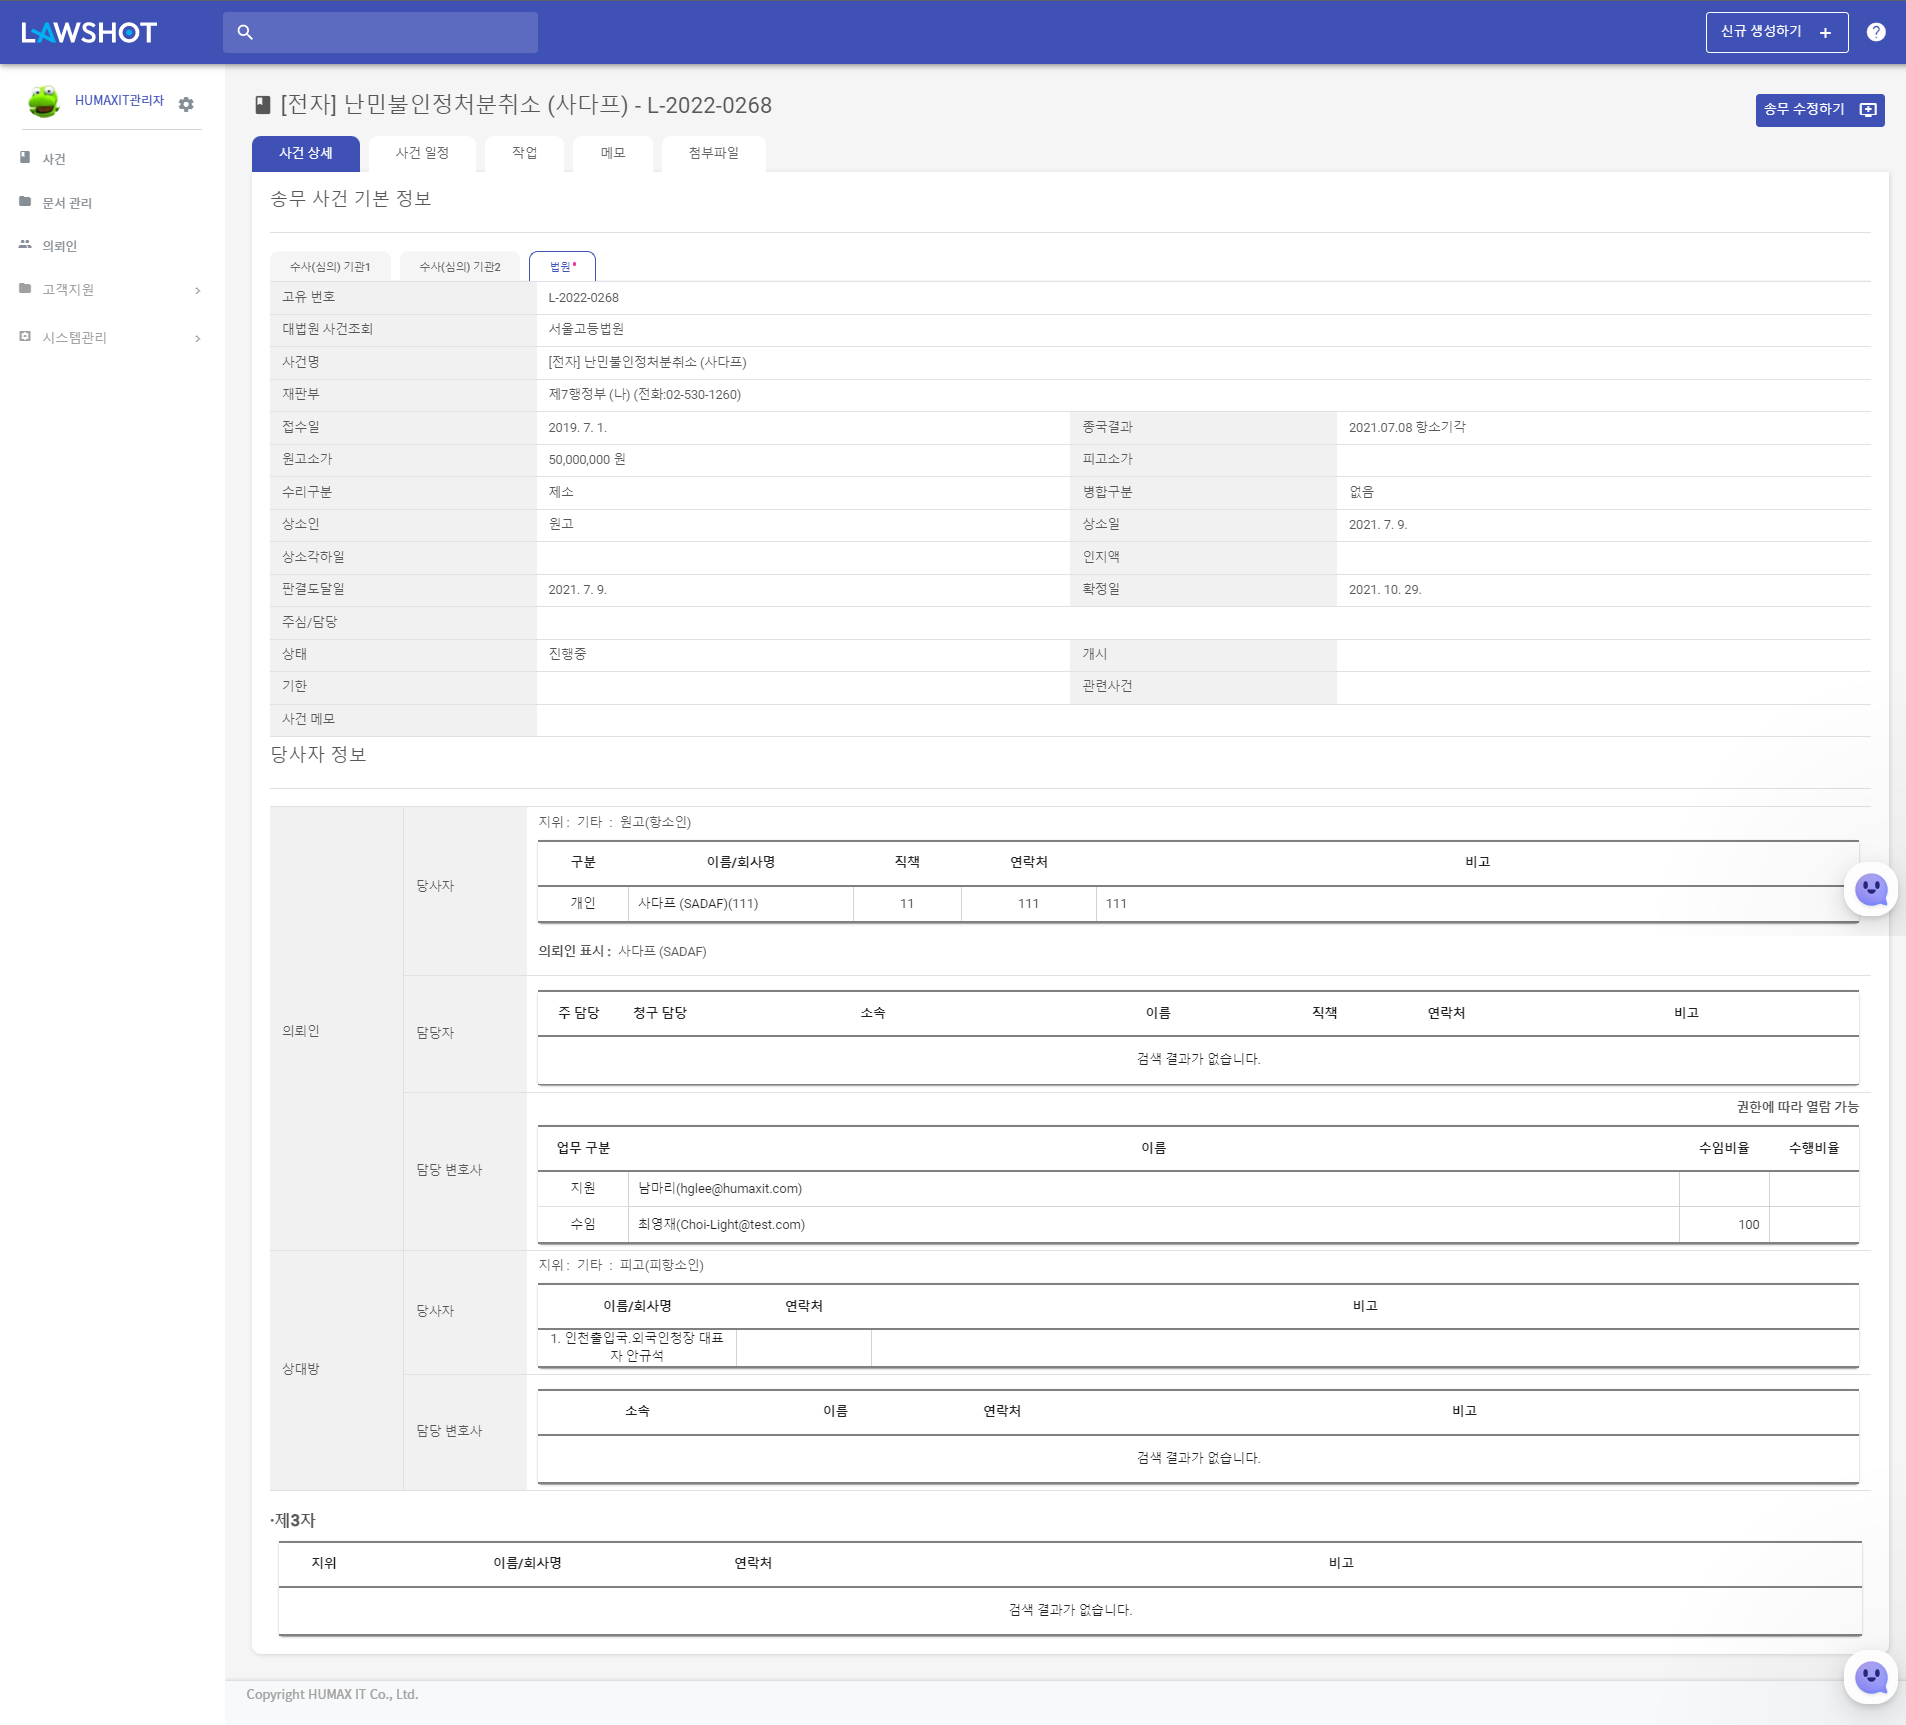 LAWSHOT
신규 생성하기 +
?
HUMAXIT관리자
사건
문서 관리
의뢰인
고객지원
시스템관리
[전자] 난민불인정처분취소 (사다프) - L-2022-0268
송무 수정하기
사건 상세 사건 일정 작업 메모 첨부파일
송무 사건 기본 정보
수사(심의) 기관1 수사(심의) 기관2 법원*
고유 번호 L-2022-0268
대법원 사건조회 서울고등법원
사건명 [전자] 난민불인정처분취소 (사다프)
재판부 제7행정부 (나) (전화:02-530-1260)
접수일 2019. 7. 1. 종국결과 2021.07.08 항소기각
원고소가 50,000,000 원 피고소가
수리구분 제소 병합구분 없음
상소인 원고 상소일 2021. 7. 9.
상소각하일 인지액
판결도달일 2021. 7. 9. 확정일 2021. 10. 29.
주심/담당
상태 진행중 개시
기한 관련사건
사건 메모
당사자 정보
의뢰인
당사자
지위 : 기타 : 원고(항소인)
구분 이름/회사명 직책 연락처 비고
개인 사다프 (SADAF)(111) 11 111 111
의뢰인 표시 : 사다프 (SADAF)
담당자
주 담당 청구 담당 소속 이름 직책 연락처 비고
검색 결과가 없습니다.
담당 변호사
권한에 따라 열람 가능
업무 구분 이름 수임비율 수행비율
지원 남마리(hglee@humaxit.com)
수임 최영재(Choi-Light@test.com) 100
상대방
당사자
지위 : 기타 : 피고(피항소인)
이름/회사명 연락처 비고
1. 인천출입국.외국인청장 대표
자 안규석
담당 변호사
소속 이름 연락처 비고
검색 결과가 없습니다.
·제3자
지위 이름/회사명 연락처 비고
검색 결과가 없습니다.
Copyright HUMAX IT Co., Ltd.